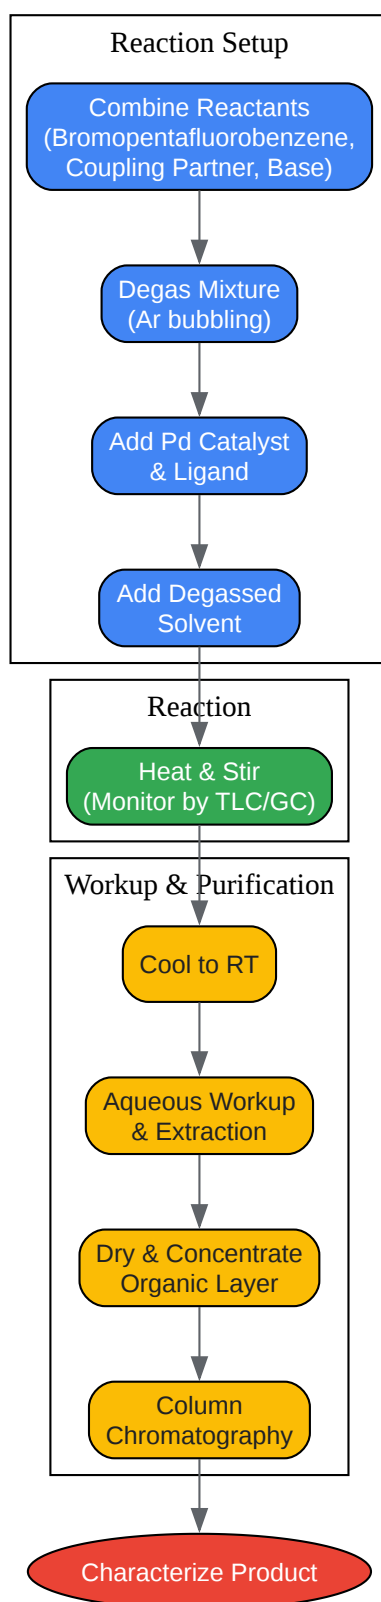 Reaction Setup
Combine Reactants
(Bromopentafluorobenzene,
Coupling Partner, Base)
Degas Mixture
(Ar bubbling)
Add Pd Catalyst
& Ligand
Add Degassed
Solvent
Reaction
Heat & Stir
(Monitor by TLC/GC)
Workup & Purification
Cool to RT
Aqueous Workup
& Extraction
Dry & Concentrate
Organic Layer
Column
Chromatography
Characterize Product